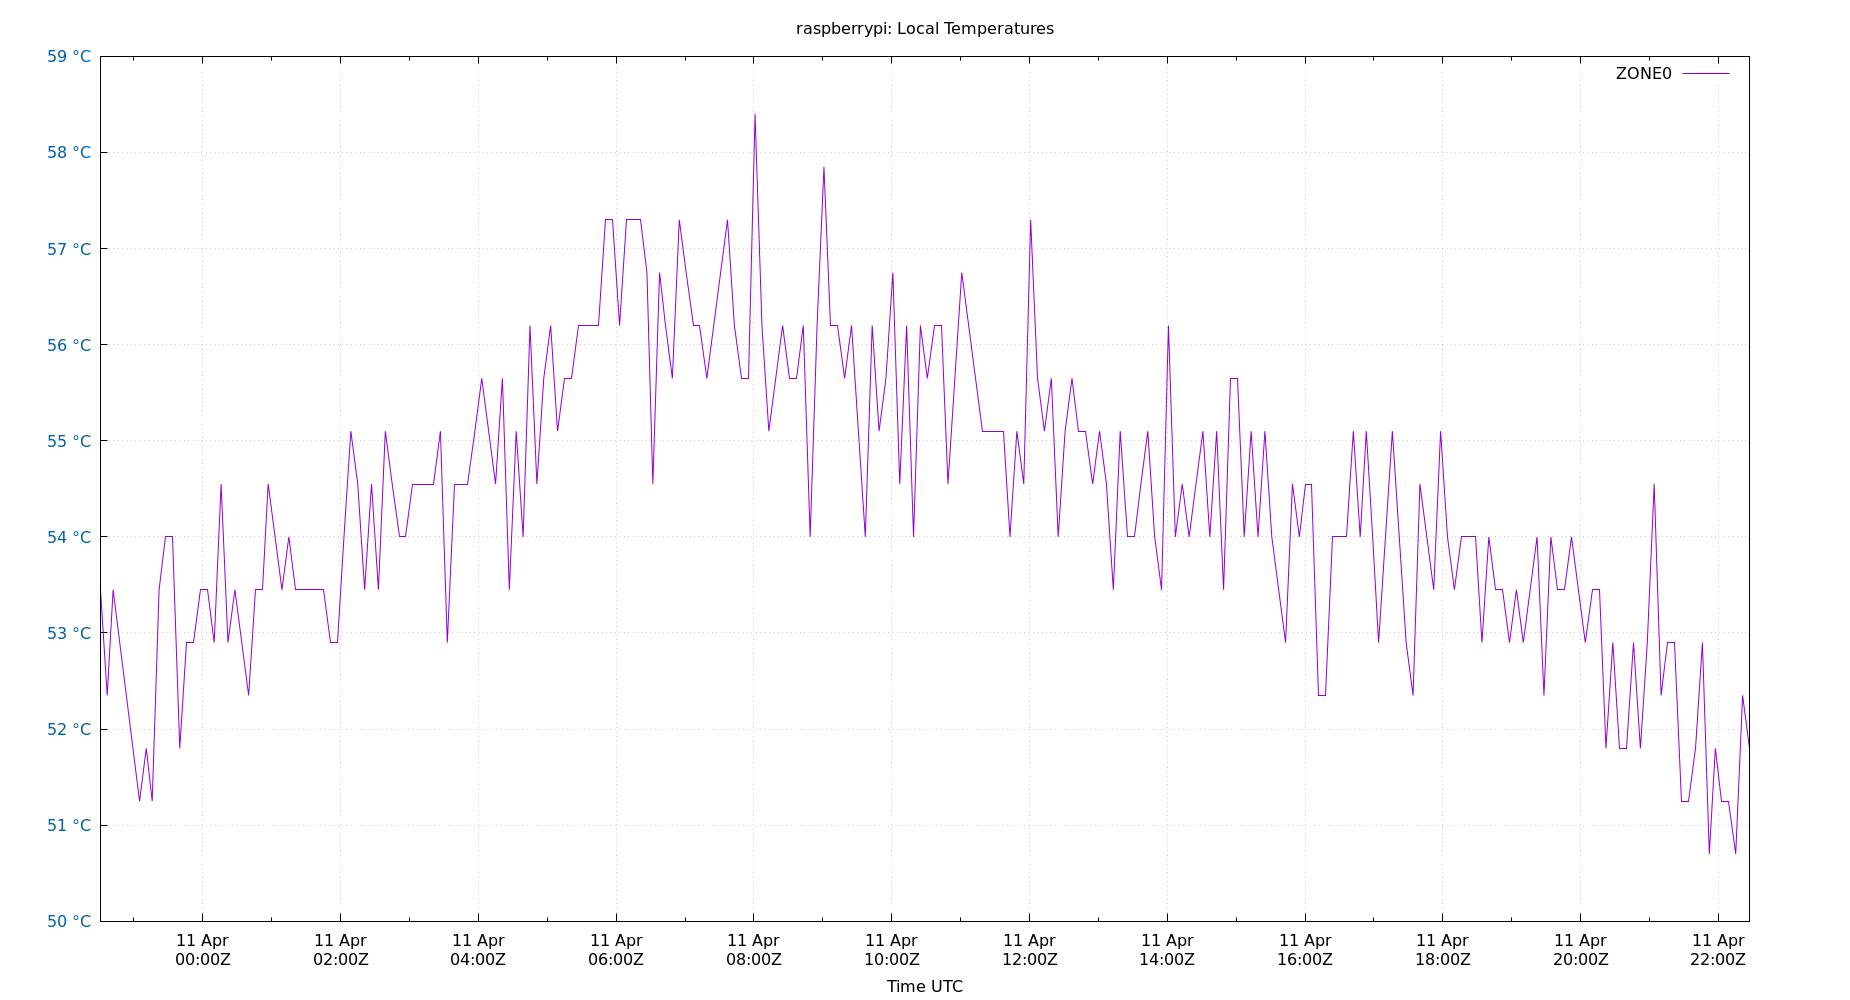 raspberrypi: Local Temperatures
ZONE0
59 °C
58 °C
57 °C
56 °C
55 °C
54 °C
53 °C
52 °C
51 °C
50 °C
11 Apr 11 Apr 11 Apr 11 Apr 11 Apr 11 Apr 11 Apr 11 Apr 11 Apr 11 Apr 11 Apr 11 Apr
00:00Z 02:00Z 04:00Z 06:00Z 08:00Z 10:00Z 12:00Z 14:00Z 16:00Z 18:00Z 20:00Z 22:00Z
Time UTC